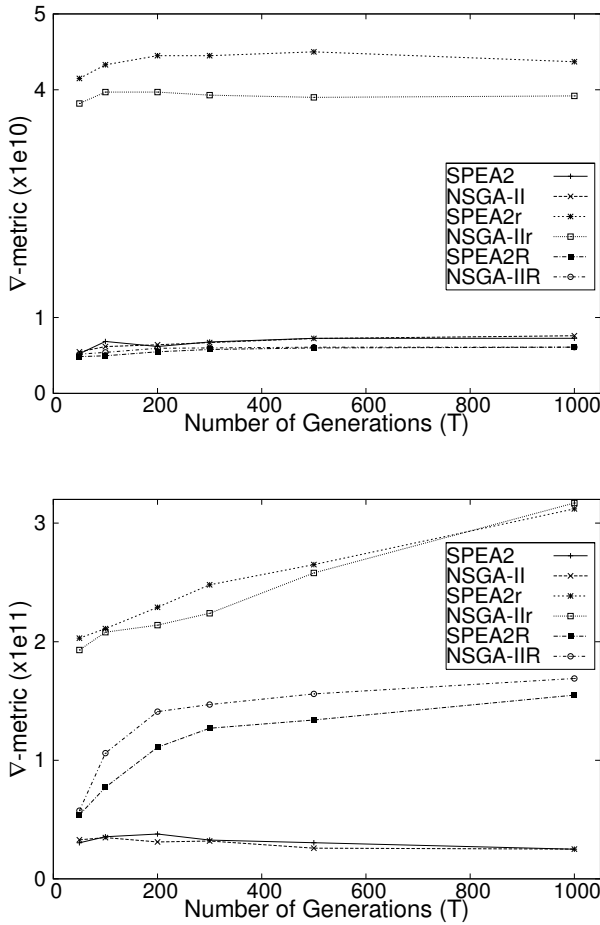 5
4
1
0
∇-metric (x1e10)
SPEA2
NSGA-II
SPEA2r
NSGA-IIr
SPEA2R
NSGA-IIR
0 200 400 600 800 1000
Number of Generations (T)
3
2
1
0
∇-metric (x1e11)
SPEA2
NSGA-II
SPEA2r
NSGA-IIr
SPEA2R
NSGA-IIR
0 200 400 600 800 1000
Number of Generations (T)